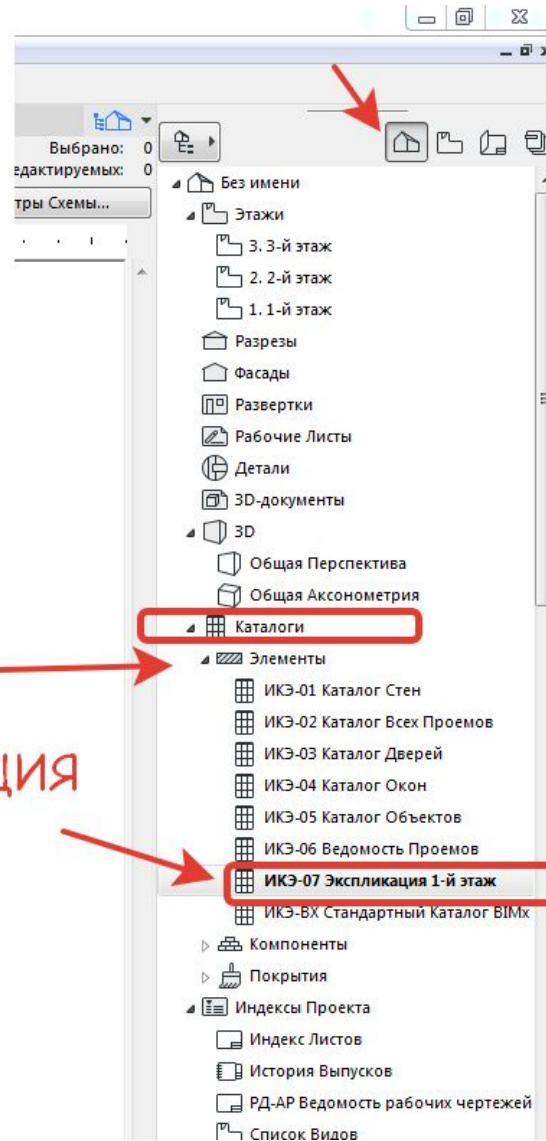 Выбрано: 0
едактируемых: 0
тры Схемы...
Без имени
Этажи
3. 3-й этаж
2. 2-й этаж
1. 1-й этаж
Разрезы
Фасады
Развертки
Рабочие Листы
Детали
3D-документы
3D
Общая Перспектива
Общая Аксонометрия
Каталоги
Элементы
ИКЭ-01 Каталог Стен
ИКЭ-02 Каталог Всех Проемов
ИКЭ-03 Каталог Дверей
ИКЭ-04 Каталог Окон
ция
ИКЭ-05 Каталог Объектов
ИКЭ-06 Ведомость Проемов
ИКЭ-07 Экспликация 1-й этаж
ИКЭ-ВХ Стандартный Каталог BIMx
Компоненты
Покрытия
Индексы Проекта
Индекс Листов
История Выпусков
РД-АР Ведомость рабочих чертежей
Список Видов